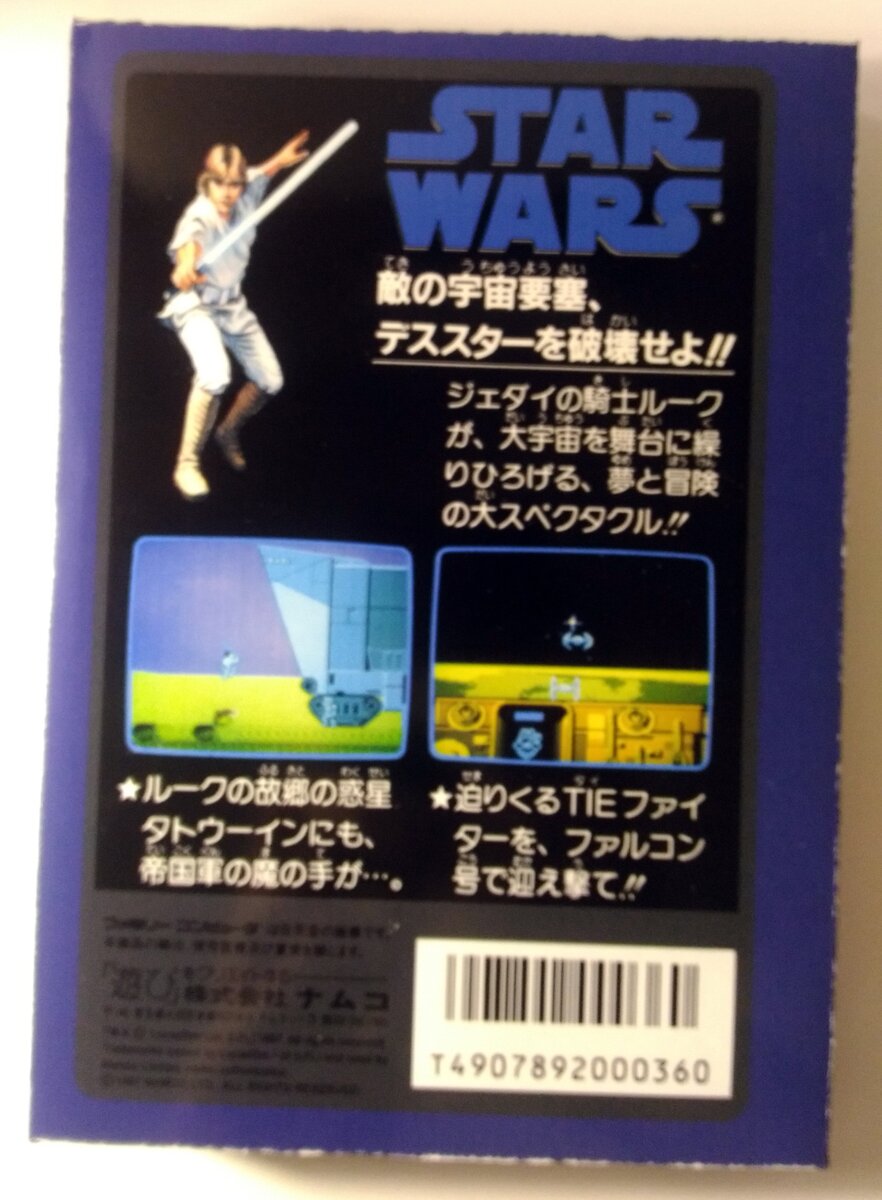 STAR
WARS
敵の宇宙要塞、
デススターを破壊せよ!!
ジェダイの騎士ルーク
が、大宇宙を舞台に繰
りひろげる、夢と冒険
の大スペクタクル!!
★ルークの故郷の惑星
タトゥーインにも、
帝国軍の魔の手が…。
★迫りくるTIEファイ
ターを、ファルコン
号で迎え撃て!!
株式会社 ナムコ
T4907892000360